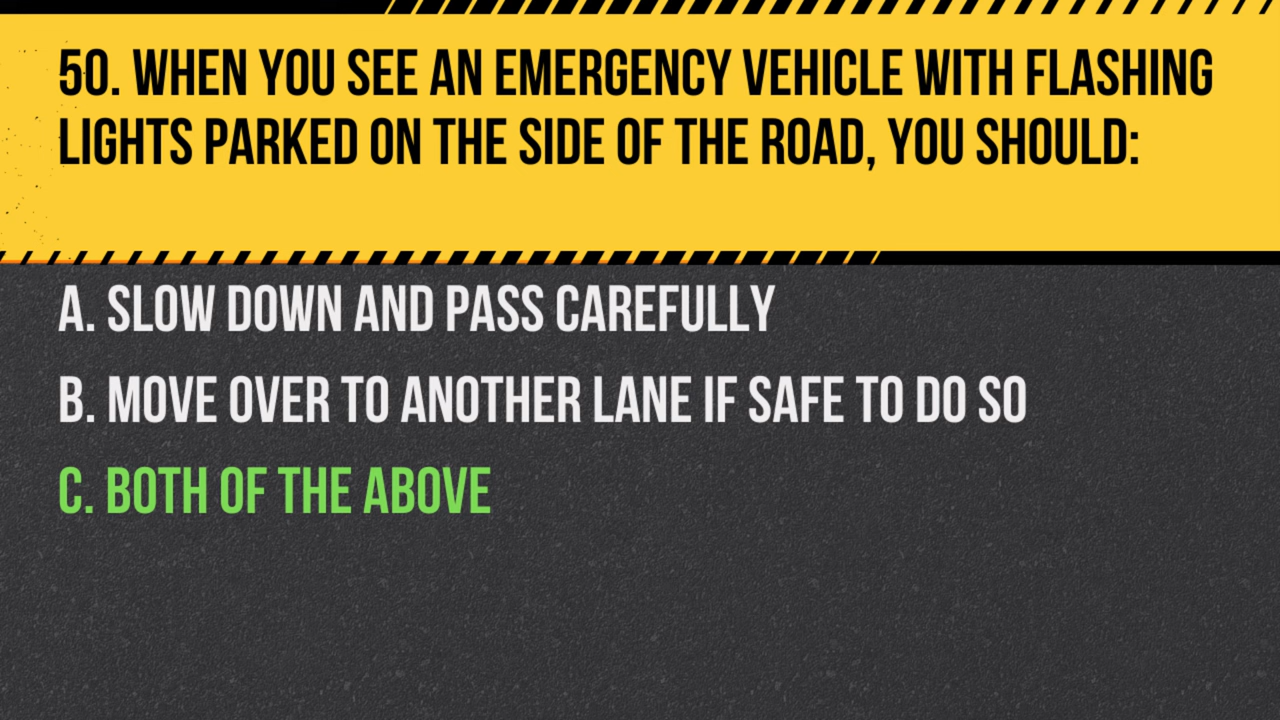 50. WHEN YOU SEE AN EMERGENCY VEHICLE WITH FLASHING
LIGHTS PARKED ON THE SIDE OF THE ROAD, YOU SHOULD:
A. SLOW DOWN AND PASS CAREFULLY
B. MOVE OVER TO ANOTHER LANE IF SAFE TO DO SO
C. BOTH OF THE ABOVE